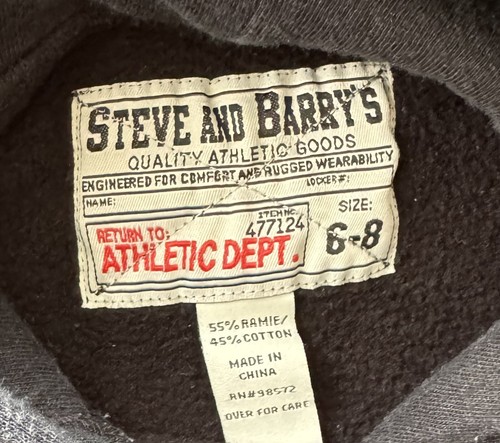 STEVE AND BARRY'S
QUALITY ATHLETIC GOODS
ENGINEERED FOR COMFORT AND RUGGED WEARABILITY
NAME: LOCKER#:
RETURN TO:
ATHLETIC DEPT.
ITEM NO.
477124
SIZE:
6-8
55% RAMIE/
45% COTTON
MADE IN
CHINA
RN#98572
OVER FOR CARE